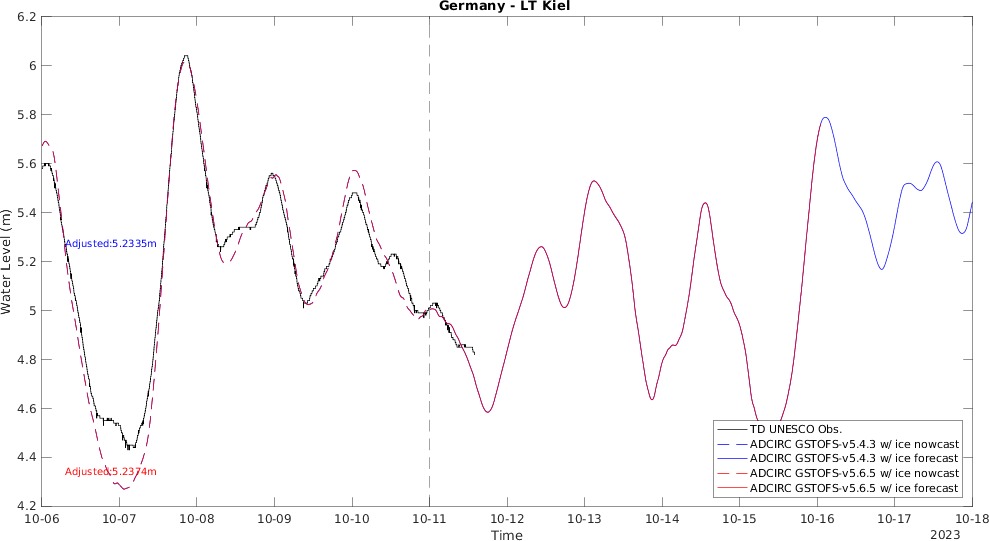 Germany - LT Kiel
6.2
6
5.8
5.6
5.4
5.2
5
4.8
4.6
4.4
4.2
Water Level (m)
Adjusted:5.2335m
Adjusted:5.2374m
TD UNESCO Obs.
ADCIRC GSTOFS-v5.4.3 w/ ice nowcast
ADCIRC GSTOFS-v5.4.3 w/ ice forecast
ADCIRC GSTOFS-v5.6.5 w/ ice nowcast
ADCIRC GSTOFS-v5.6.5 w/ ice forecast
10-06 10-07 10-08 10-09 10-10 10-11 10-12 10-13 10-14 10-15 10-16 10-17 10-18
Time
2023